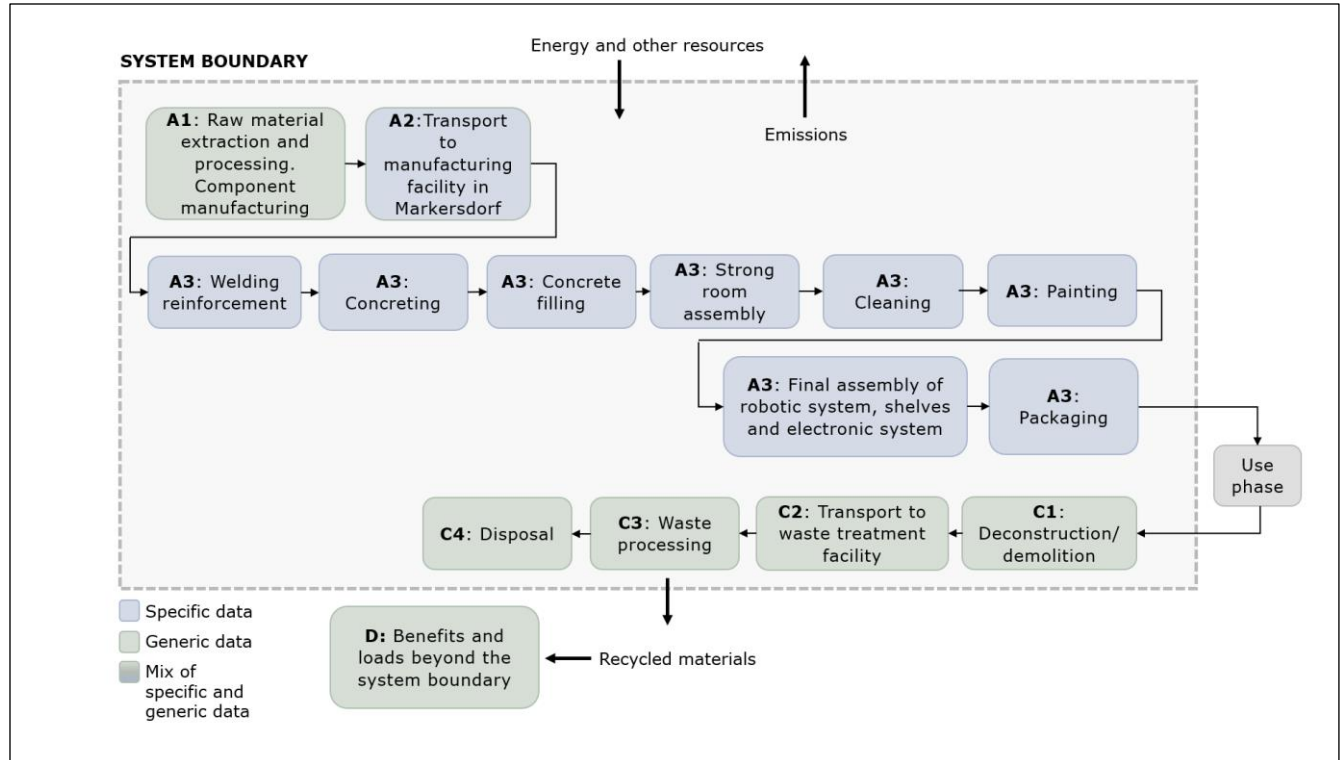 Energy and other resources
SYSTEM BOUNDARY
Emissions
A1: Raw material
extraction and
processing.
Component
manufacturing
A2:Transport
to
manufacturing
facility in
Markersdorf
A3: Welding
reinforcement
A3:
Concreting
A3: Concrete
filling
A3: Strong
room
assembly
A3:
Cleaning
A3: Painting
A3: Final assembly of
robotic system, shelves
and electronic system
A3:
Packaging
Use
phase
C4: Disposal
C3: Waste
processing
C2: Transport to
waste treatment
facility
C1:
Deconstruction/
demolition
Specific data
Generic data
Mix of
specific and
generic data
D: Benefits and
loads beyond the
system boundary
Recycled materials